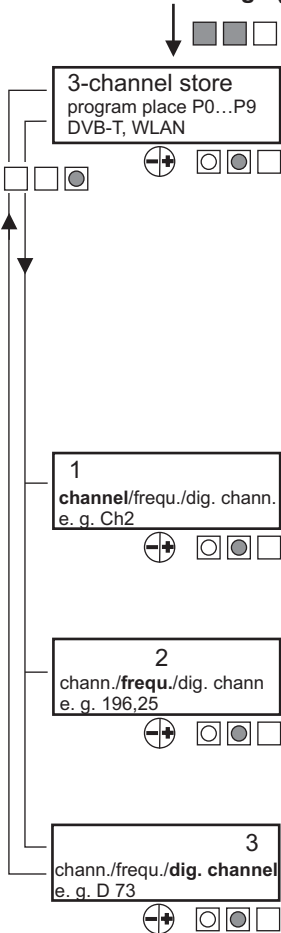 3-channel store
program place P0…P9
DVB-T, WLAN
1
channel/frequ./dig. chann.
e. g. Ch2
2
chann./frequ./dig. chann
e. g. 196,25
3
chann./frequ./dig. channel
e. g. D 73